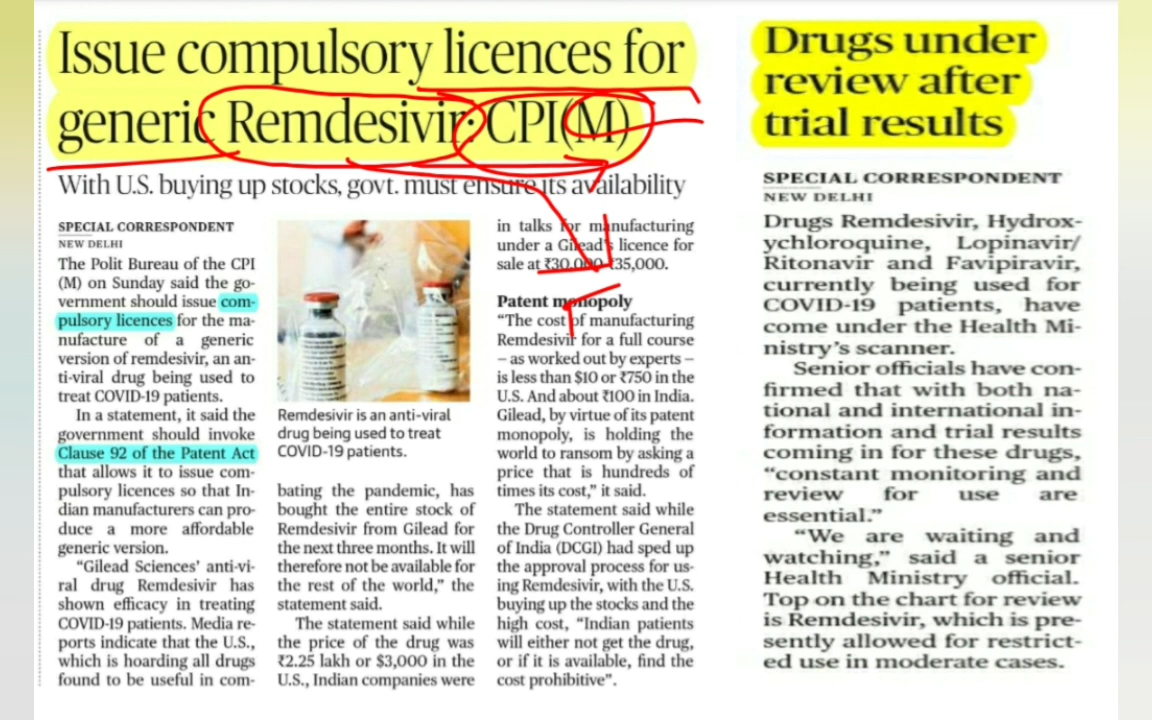 Issue compulsory licences for
generic Remdesivir: CPI(M)
With U.S. buying up stocks, govt. must ensure its availability
SPECIAL CORRESPONDENT
NEW DELHI
The Polit Bureau of the CPI
(M) on Sunday said the go-
vernment should issue com-
pulsory licences for the ma-
nufacture of a generic
version of remdesivir, an an-
ti-viral drug being used to
treat COVID-19 patients.
In a statement, it said the
government should invoke
Clause 92 of the Patent Act
that allows it to issue com-
pulsory licences so that In-
dian manufacturers can pro-
duce a more affordable
generic version.
“Gilead Sciences’ anti-vi-
ral drug Remdesivir has
shown efficacy in treating
COVID-19 patients. Media re-
ports indicate that the U.S.,
which is hoarding all drugs
found to be useful in com-
Remdesivir is an anti-viral
drug being used to treat
COVID-19 patients.
bating the pandemic, has
bought the entire stock of
Remdesivir from Gilead for
the next three months. It will
therefore not be available for
the rest of the world,” the
statement said.
The statement said while
the price of the drug was
₹2.25 lakh or $3,000 in the
U.S., Indian companies were
in talks for manufacturing
under a Gilead’s licence for
sale at ₹30,000-₹35,000.
Patent monopoly
“The cost of manufacturing
Remdesivir for a full course
– as worked out by experts –
is less than $10 or ₹750 in the
U.S. And about ₹100 in India.
Gilead, by virtue of its patent
monopoly, is holding the
world to ransom by asking a
price that is hundreds of
times its cost,” it said.
The statement said while
the Drug Controller General
of India (DCGI) had sped up
the approval process for us-
ing Remdesivir, with the U.S.
buying up the stocks and the
high cost, “Indian patients
will either not get the drug,
or if it is available, find the
cost prohibitive”.
Drugs under
review after
trial results
SPECIAL CORRESPONDENT
NEW DELHI
Drugs Remdesivir, Hydrox-
ychloroquine, Lopinavir/
Ritonavir and Favipiravir,
currently being used for
COVID-19 patients, have
come under the Health Mi-
nistry’s scanner.
Senior officials have con-
firmed that with both na-
tional and international in-
formation and trial results
coming in for these drugs,
“constant monitoring and
review for use are
essential.”
“We are waiting and
watching,” said a senior
Health Ministry official.
Top on the chart for review
is Remdesivir, which is pre-
sently allowed for restrict-
ed use in moderate cases.